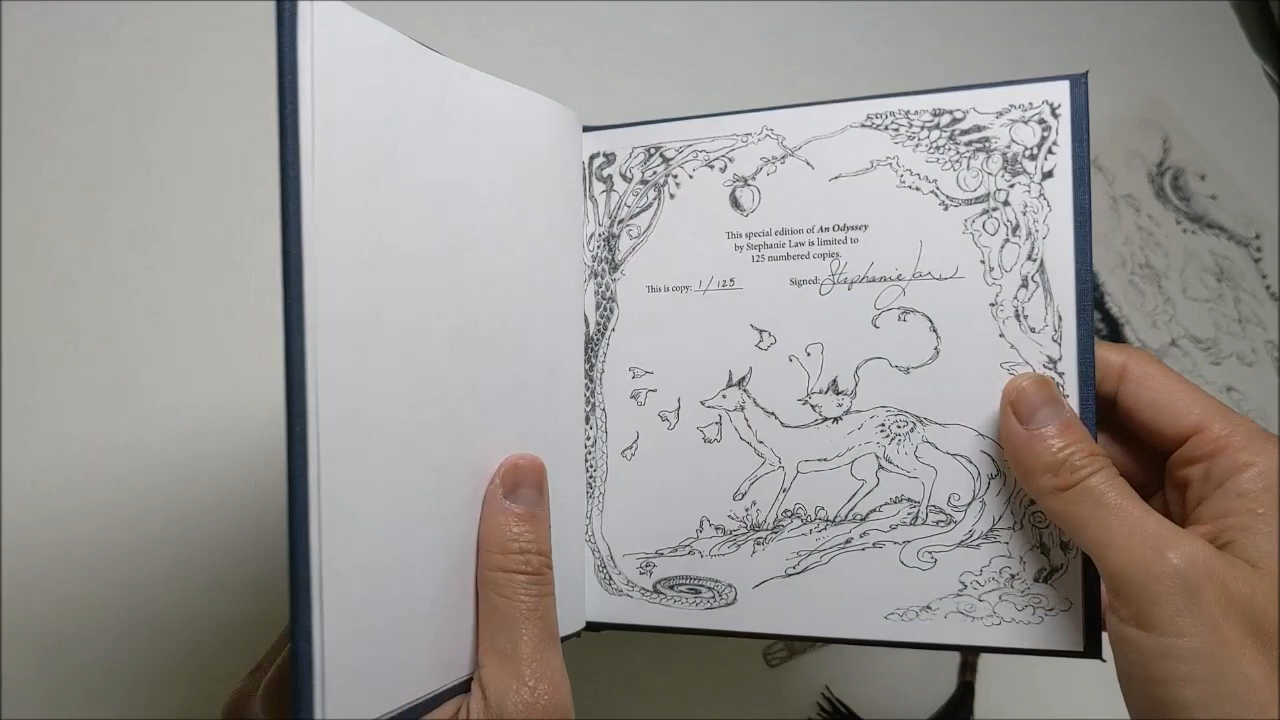 This special edition of An Odyssey
by Stephanie Law is limited to
125 numbered copies.
This is copy: 1/125 Signed: Stephanie Law